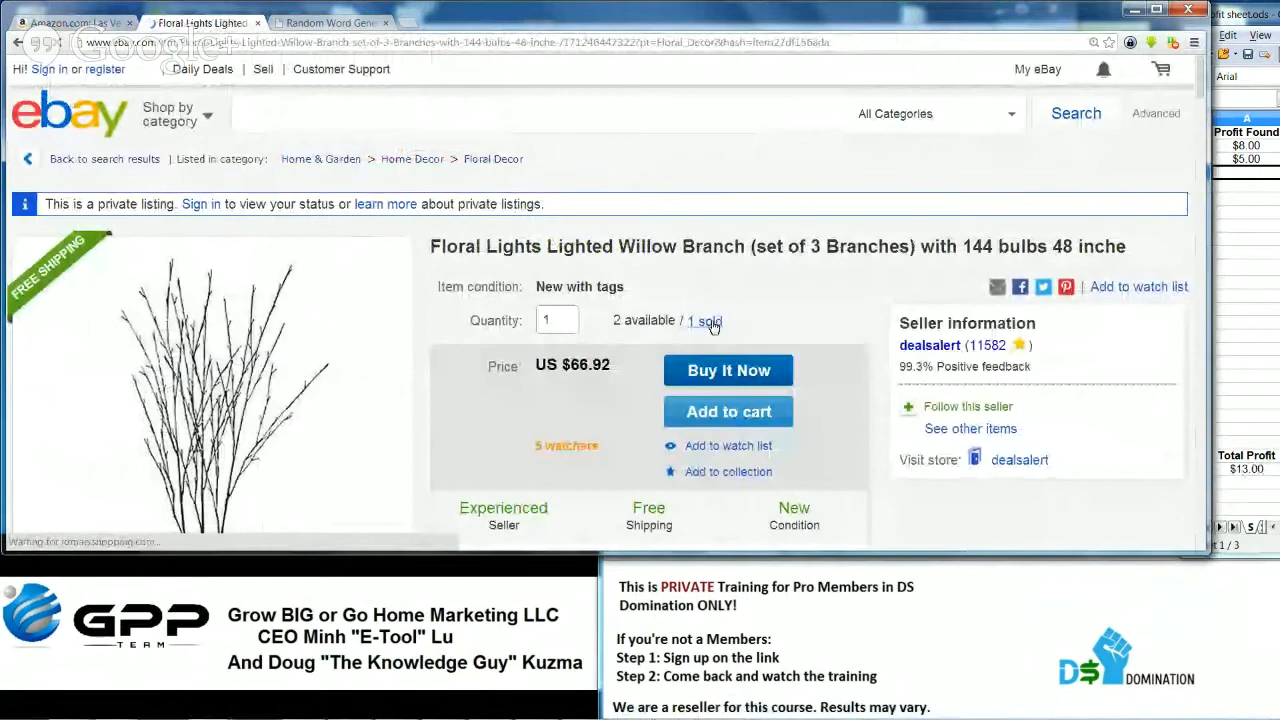 Amazon.com: Las Ve
Floral Lights Lighted
Random Word Gene
Google+
Hi! Sign in or register
Daily Deals
Sell
Customer Support
My eBay
ebay
Shop by category
All Categories
Search
Advanced
Back to search results
Listed in category:
Home & Garden > Home Decor > Floral Decor
This is a private listing. Sign in to view your status or learn more about private listings.
FREE SHIPPING
Floral Lights Lighted Willow Branch (set of 3 Branches) with 144 bulbs 48 inche
Item condition: New with tags
Add to watch list
Quantity: 1
2 available / 1 sold
Price: US $66.92
Buy It Now
Add to cart
5 watchers
Add to watch list
Add to collection
Experienced Seller
Free Shipping
New Condition
Seller information
dealsalert (11582 )
99.3% Positive feedback
Follow this seller
See other items
Visit store: dealsalert
fit sheet.ods -
Edit View
Arial
A
Profit Found
$8.00
$5.00
Total Profit
$13.00
t 1 / 3
GPP
TEAM
Grow BIG or Go Home Marketing LLC
CEO Minh "E-Tool" Lu
And Doug "The Knowledge Guy" Kuzma
This is PRIVATE Training for Pro Members in DS
Domination ONLY!
If you're not a Members:
Step 1: Sign up on the link
Step 2: Come back and watch the training
We are a reseller for this course. Results may vary.
D$ DOMINATION